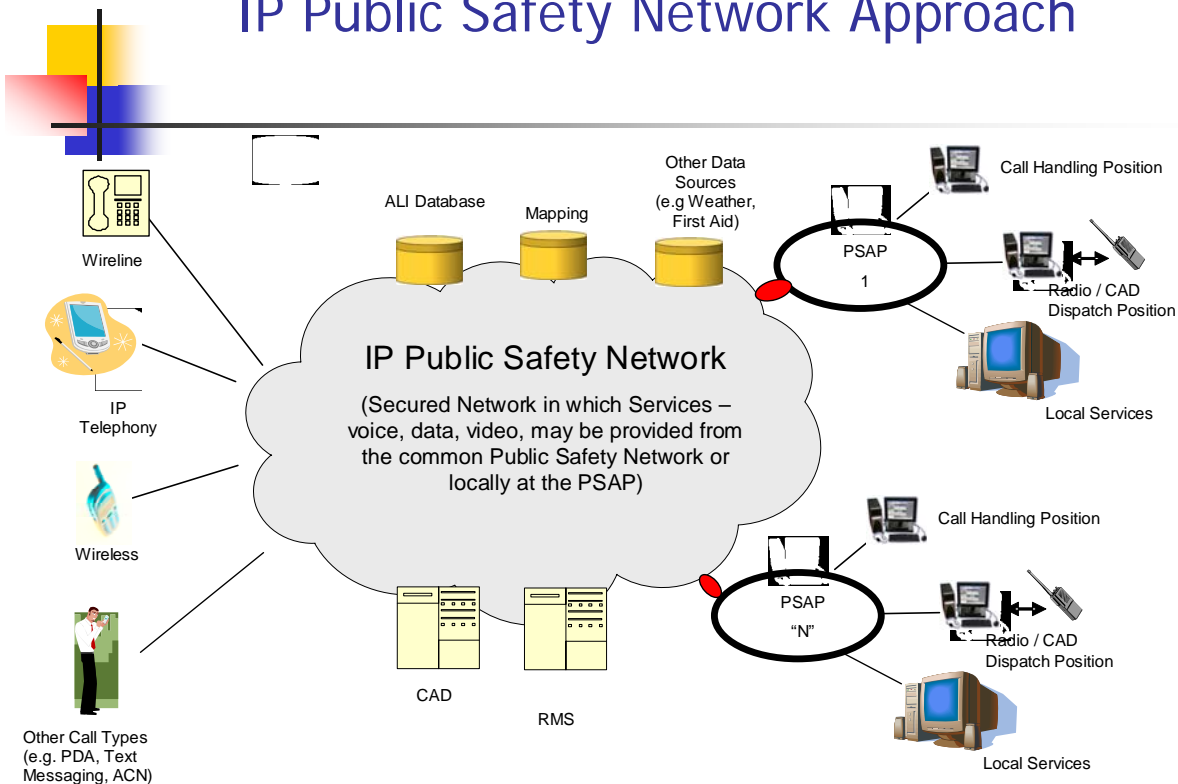 IP Public Safety Network Approach
Wireline
IP
Telephony
Wireless
Other Call Types
(e.g. PDA, Text
Messaging, ACN)
ALI Database
Mapping
Other Data
Sources
(e.g Weather,
First Aid)
IP Public Safety Network
(Secured Network in which Services –
voice, data, video, may be provided from
the common Public Safety Network or
locally at the PSAP)
CAD
RMS
PSAP
1
Call Handling Position
Radio / CAD
Dispatch Position
Local Services
PSAP
“N”
Call Handling Position
Radio / CAD
Dispatch Position
Local Services